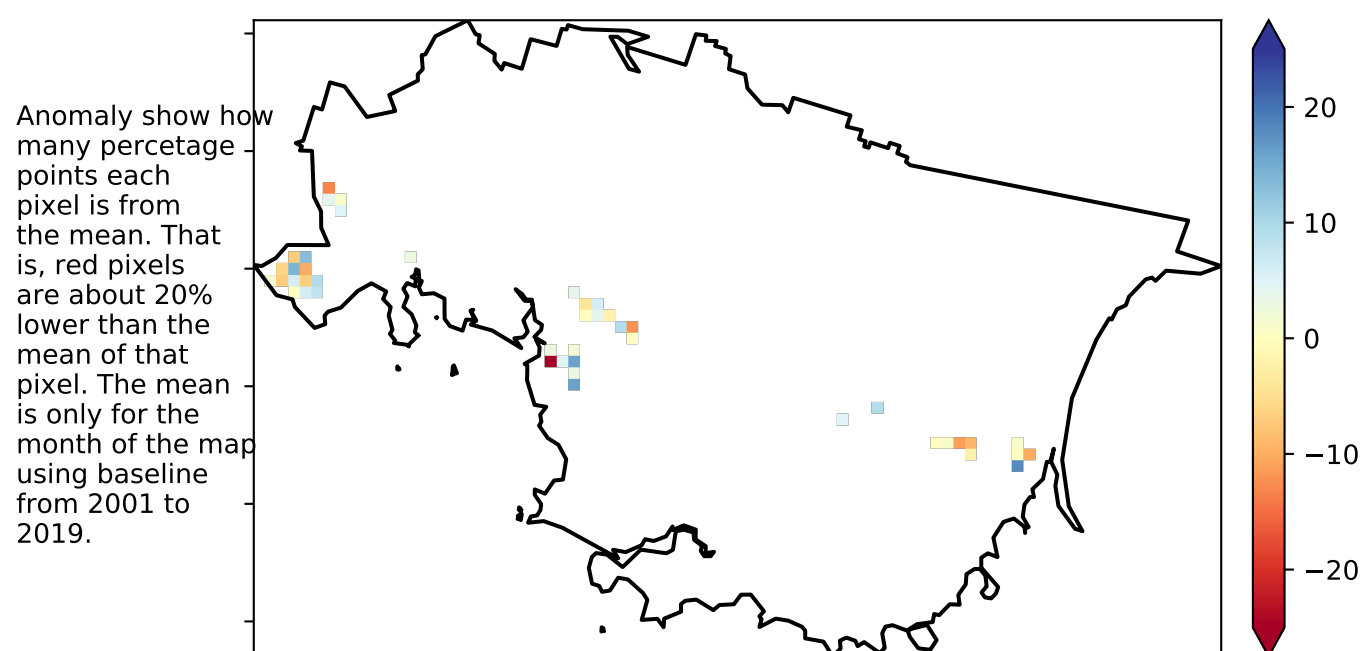 Anomaly show how
many percetage
points each
pixel is from
the mean. That
is, red pixels
are about 20%
lower than the
mean of that
pixel. The mean
is only for the
month of the map
using baseline
from 2001 to
2019.
20
10
0
−10
−20